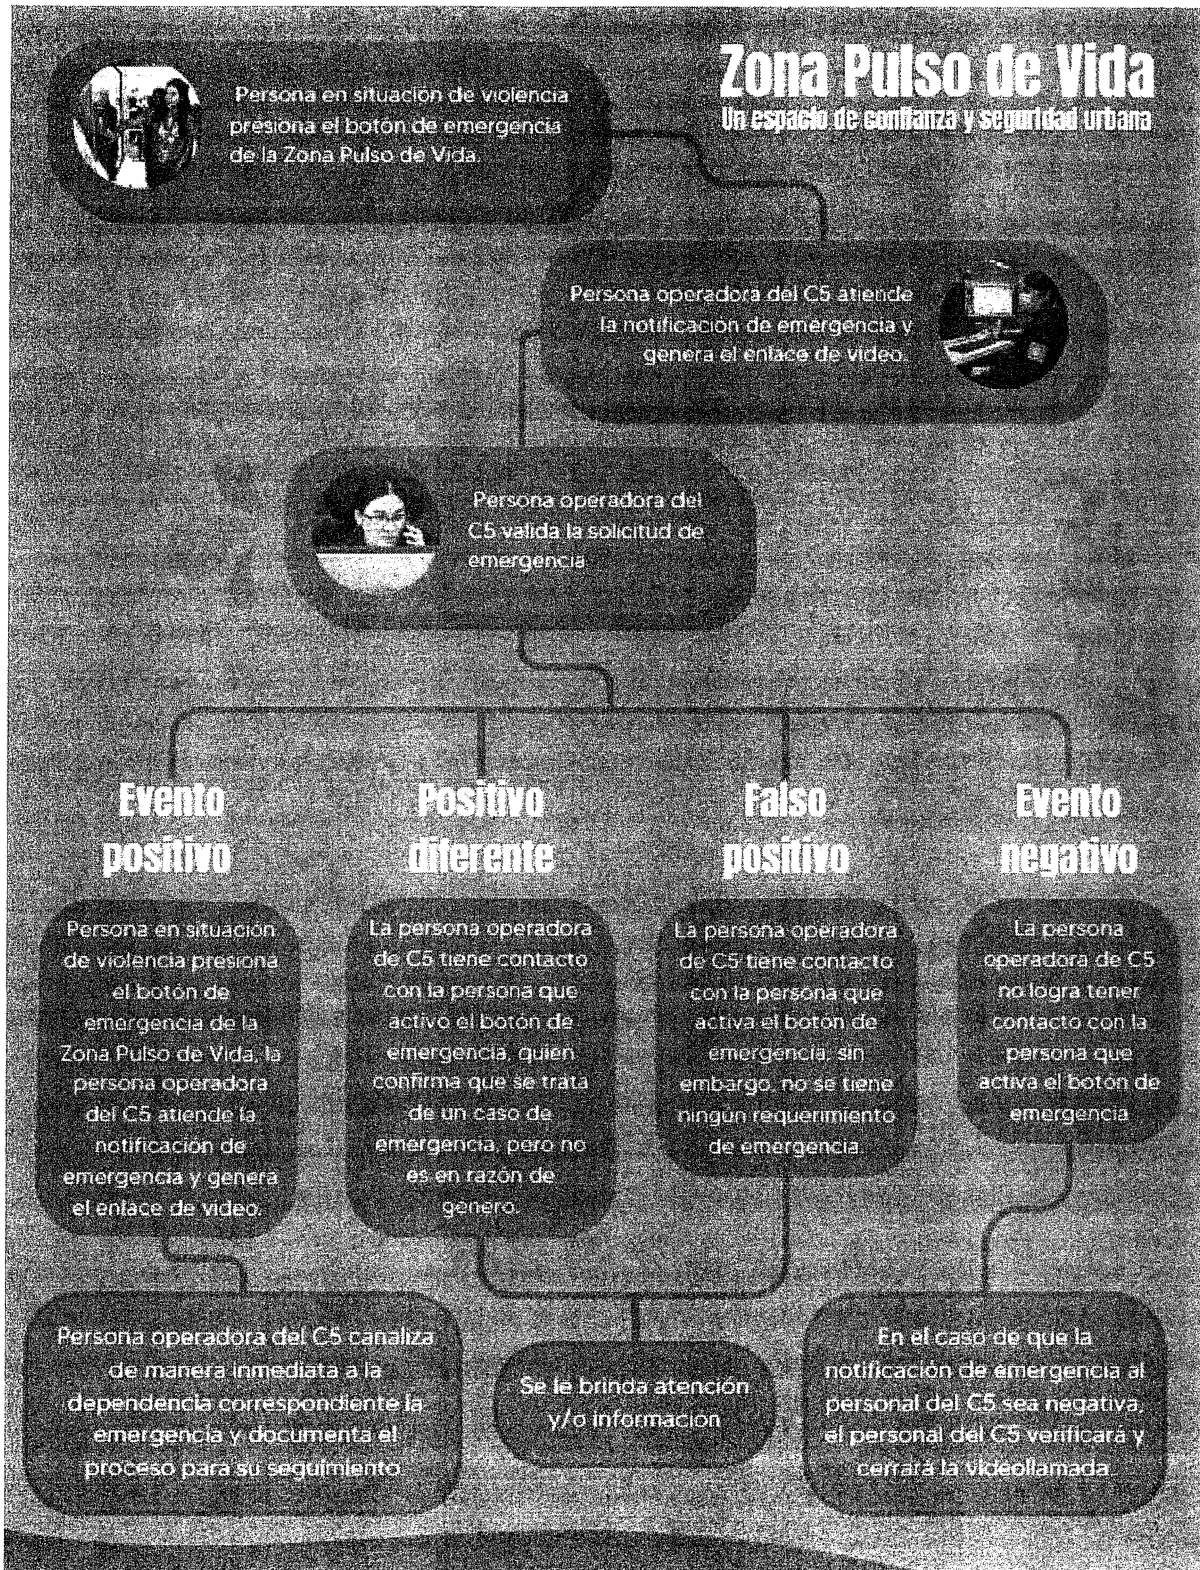 Zona Pulso de Vida
Un espacio de confianza y seguridad urbana
Persona en situación de violencia
presiona el botón de emergencia
de la Zona Pulso de Vida.
Persona operadora del C5 atiende
la notificación de emergencia y
genera el enlace de video.
Persona operadora del
C5 valida la solicitud de
emergencia
Evento
positivo
Persona en situación
de violencia presiona
el botón de
emergencia de la
Zona Pulso de Vida, la
persona operadora
del C5 atiende la
notificación de
emergencia y genera
el enlace de video.
Positivo
diferente
La persona operadora
de C5 tiene contacto
con la persona que
activo el botón de
emergencia, quien
confirma que se trata
de un caso de
emergencia, pero no
es en razón de
género.
Falso
positivo
La persona operadora
de C5 tiene contacto
con la persona que
activa el botón de
emergencia, sin
embargo, no se tiene
ningún requerimiento
de emergencia.
Evento
negativo
La persona
operadora de C5
no logra tener
contacto con la
persona que
activa el botón de
emergencia
Persona operadora del C5 canaliza
de manera inmediata a la
dependencia correspondiente la
emergencia y documenta el
proceso para su seguimiento
Se le brinda atención
y/o informacion
En el caso de que la
notificación de emergencia al
personal del C5 sea negativa,
el personal del C5 verificará y
cerrará la videollamada